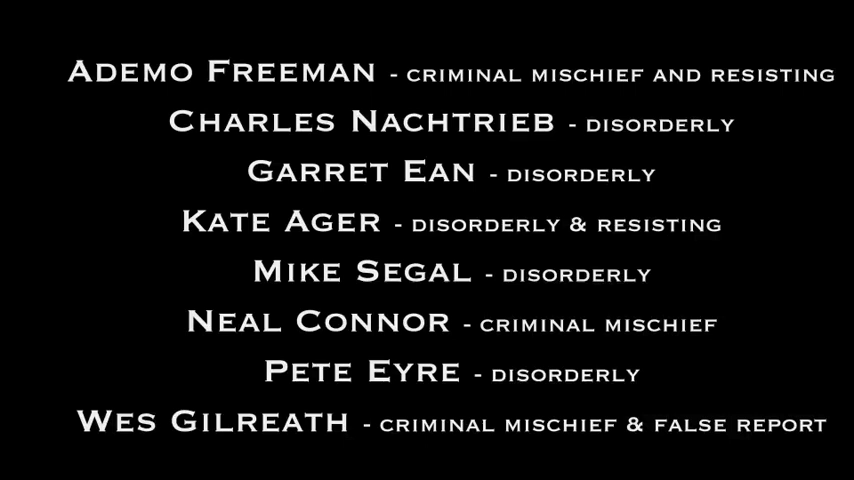 Ademo Freeman - criminal mischief and resisting
Charles Nachtrieb - disorderly
Garret Ean - disorderly
Kate Ager - disorderly & resisting
Mike Segal - disorderly
Neal Connor - criminal mischief
Pete Eyre - disorderly
Wes Gilreath - criminal mischief & false report